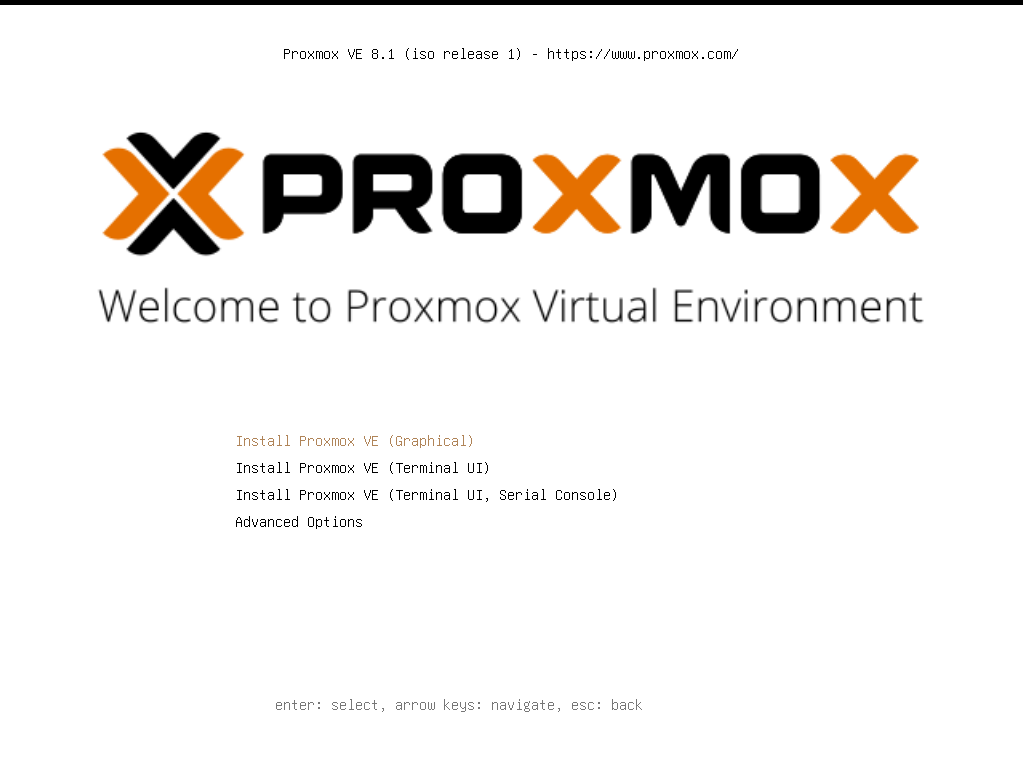 Proxmox VE 8.1 (iso release 1) - https://www.proxmox.com/
PROXMOX
Welcome to Proxmox Virtual Environment
Install Proxmox VE (Graphical)
Install Proxmox VE (Terminal UI)
Install Proxmox VE (Terminal UI, Serial Console)
Advanced Options
enter: select, arrow keys: navigate, esc: back